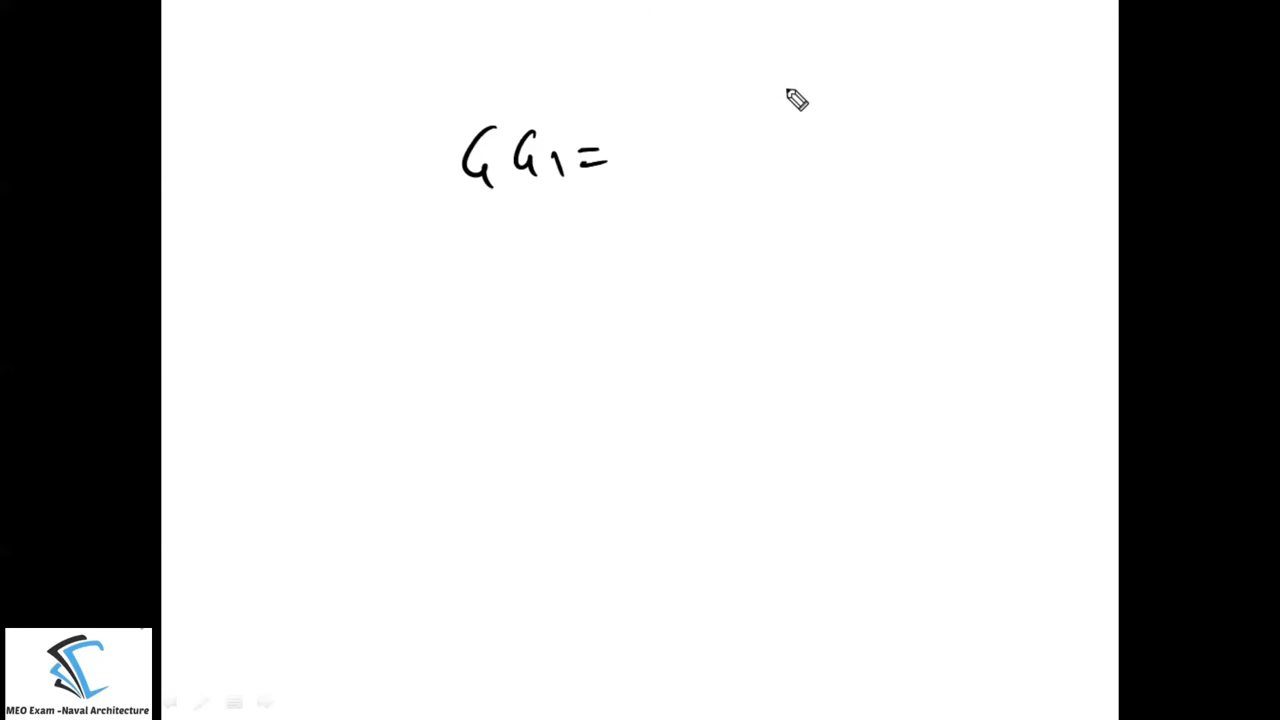 GG₁ =
MEO Exam -Naval Architecture